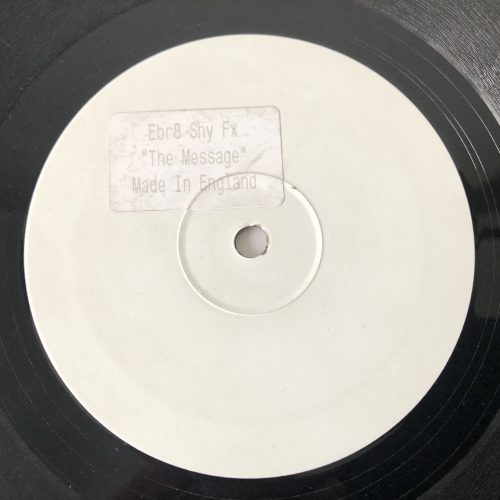 Ebr8 Shy Fx
"The Message"
Made In England